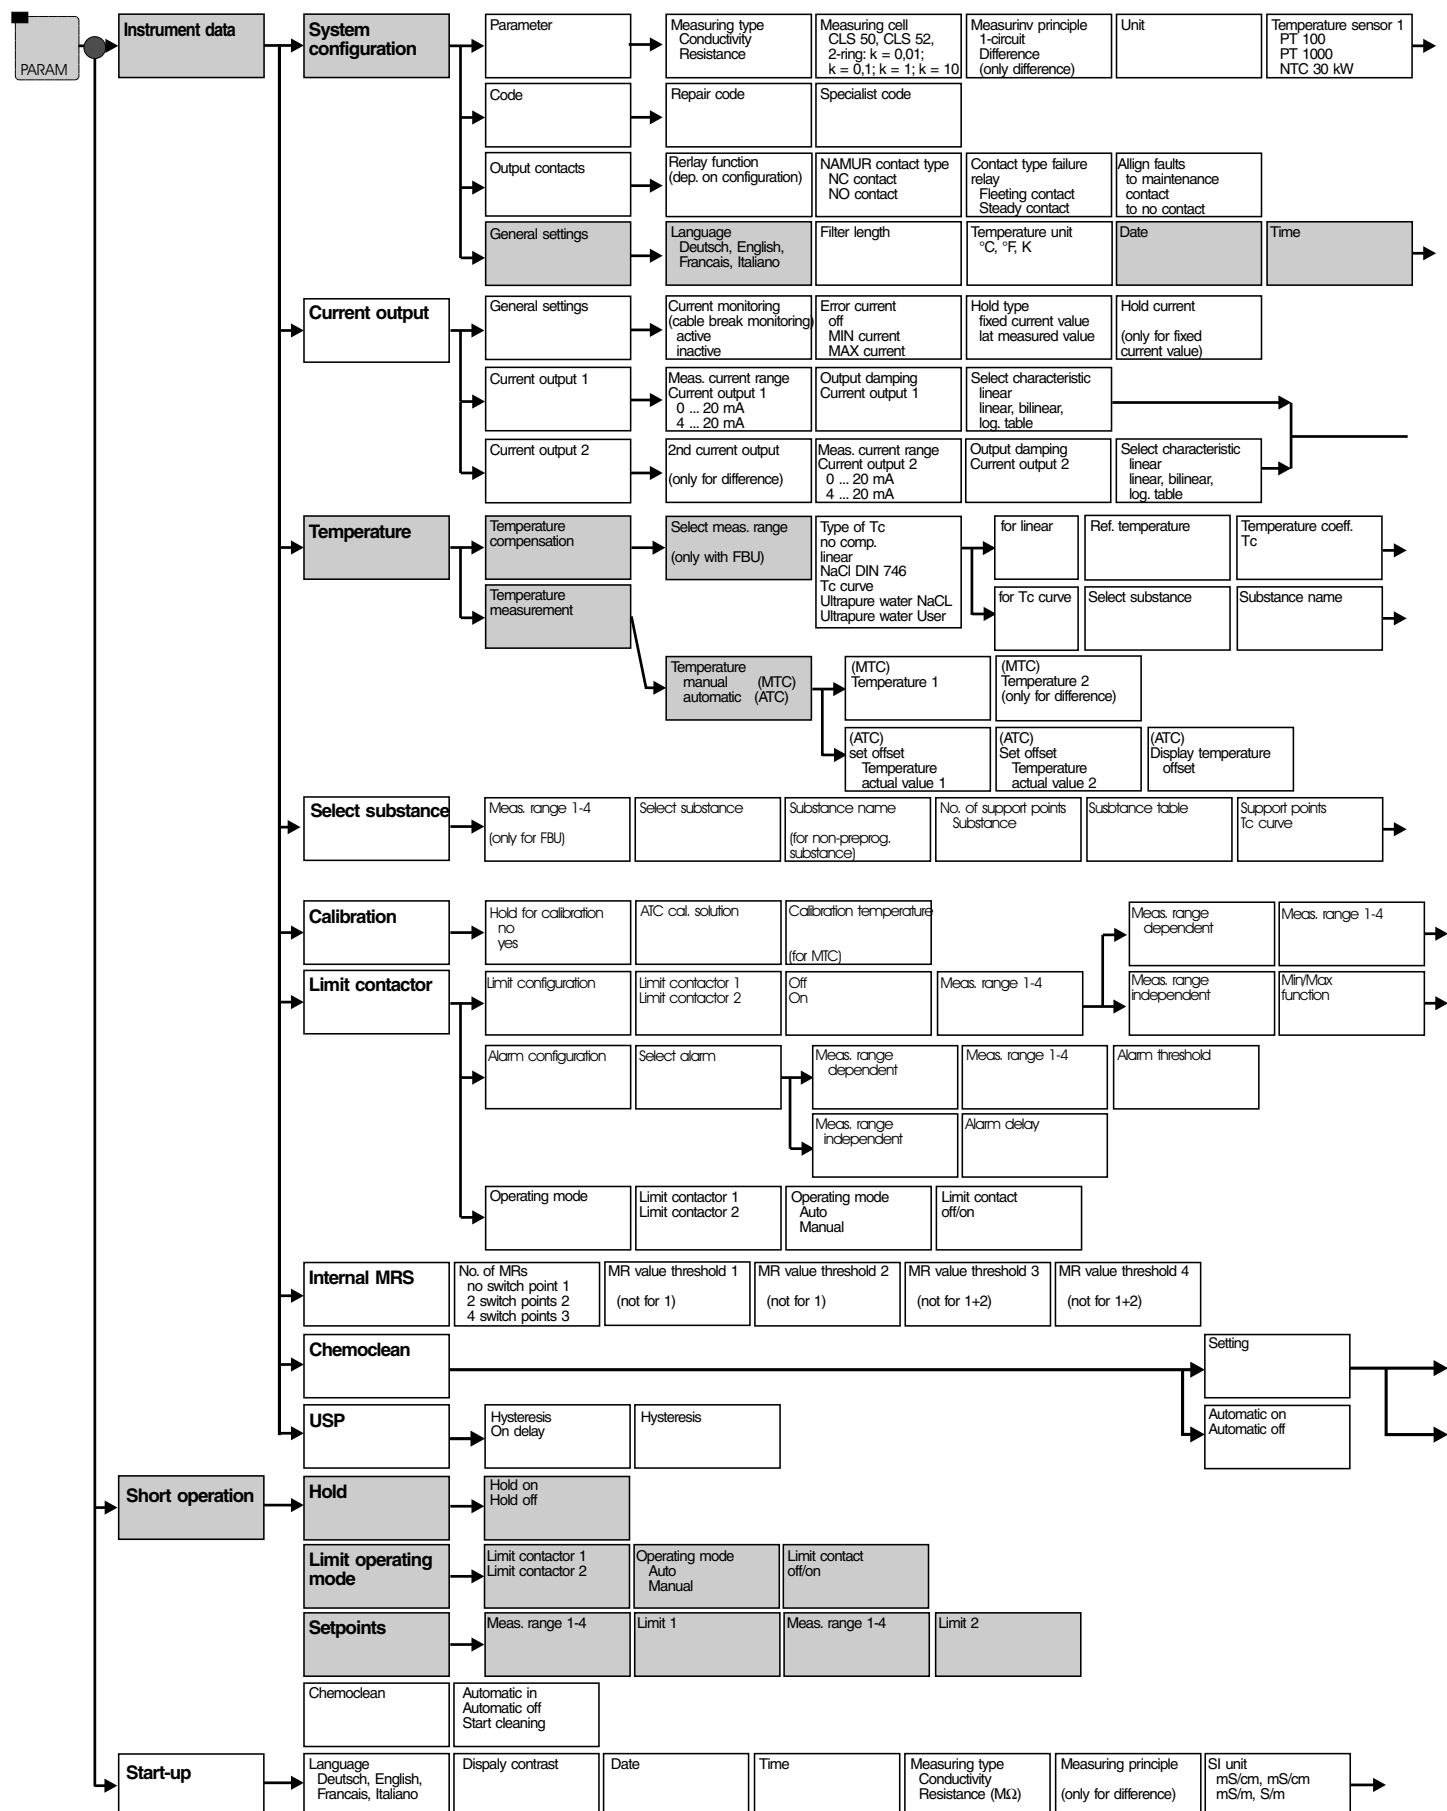 PARAM
Instrument data
System
configuration
Parameter
Measuring type
Conductivity
Resistance
Measuring cell
CLS 50, CLS 52,
2-ring: k = 0,01;
k = 0,1; k = 1; k = 10
Measurinv principle
1-circuit
Difference
(only difference)
Unit
Temperature sensor 1
PT 100
PT 1000
NTC 30 kW
Code
Repair code
Specialist code
Output contacts
Rerlay function
(dep. on configuration)
NAMUR contact type
NC contact
NO contact
Contact type failure
relay
Fleeting contact
Steady contact
Allign faults
to maintenance
contact
to no contact
General settings
Language
Deutsch, English,
Francais, Italiano
Filter length
Temperature unit
°C, °F, K
Date
Time
Current output
General settings
Current monitoring
(cable break monitoring)
active
inactive
Error current
off
MIN current
MAX current
Hold type
fixed current value
lat measured value
Hold current
(only for fixed
current value)
Current output 1
Meas. current range
Current output 1
0 ... 20 mA
4 ... 20 mA
Output damping
Current output 1
Select characteristic
linear
linear, bilinear,
log. table
Current output 2
2nd current output
(only for difference)
Meas. current range
Current output 2
0 ... 20 mA
4 ... 20 mA
Output damping
Current output 2
Select characteristic
linear
linear, bilinear,
log. table
Temperature
Temperature
compensation
Select meas. range
(only with FBU)
Type of Tc
no comp.
linear
NaCl DIN 746
Tc curve
Ultrapure water NaCL
Ultrapure water User
for linear
Ref. temperature
Temperature coeff.
Tc
for Tc curve
Select substance
Substance name
Temperature
measurement
Temperature
manual (MTC)
automatic (ATC)
(MTC)
Temperature 1
(MTC)
Temperature 2
(only for difference)
(ATC)
set offset
Temperature
actual value 1
(ATC)
Set offset
Temperature
actual value 2
(ATC)
Display temperature
offset
Select substance
Meas. range 1-4
(only for FBU)
Select substance
Substance name
(for non-preprog.
substance)
No. of support points
Substance
Susbtance table
Support points
Tc curve
Calibration
Hold for calibration
no
yes
ATC cal. solution
Calibration temperature
(for MTC)
Meas. range
dependent
Meas. range 1-4
Limit contactor
Limit configuration
Limit contactor 1
Limit contactor 2
Off
On
Meas. range 1-4
Meas. range
independent
Min/Max
function
Alarm configuration
Select alarm
Meas. range
dependent
Meas. range 1-4
Alarm threshold
Meas. range
independent
Alarm delay
Operating mode
Limit contactor 1
Limit contactor 2
Operating mode
Auto
Manual
Limit contact
off/on
Internal MRS
No. of MRs
no switch point 1
2 switch points 2
4 switch points 3
MR value threshold 1
(not for 1)
MR value threshold 2
(not for 1)
MR value threshold 3
(not for 1+2)
MR value threshold 4
(not for 1+2)
Chemoclean
Setting
Automatic on
Automatic off
USP
Hysteresis
On delay
Hysteresis
Short operation
Hold
Hold on
Hold off
Limit operating
mode
Limit contactor 1
Limit contactor 2
Operating mode
Auto
Manual
Limit contact
off/on
Setpoints
Meas. range 1-4
Limit 1
Meas. range 1-4
Limit 2
Chemoclean
Automatic in
Automatic off
Start cleaning
Start-up
Language
Deutsch, English,
Francais, Italiano
Dispaly contrast
Date
Time
Measuring type
Conductivity
Resistance (MΩ)
Measuring principle
(only for difference)
SI unit
mS/cm, mS/cm
mS/m, S/m